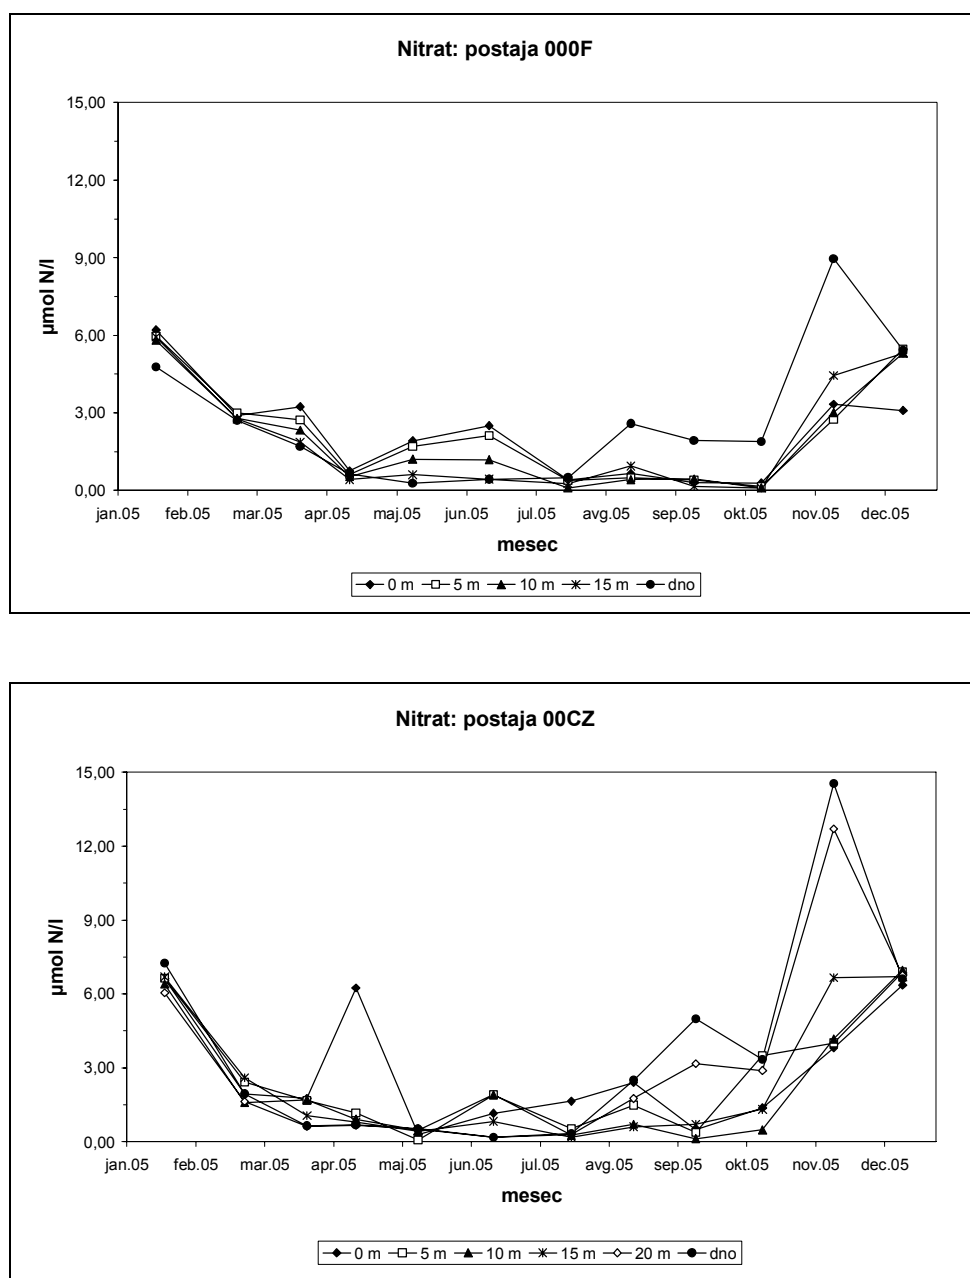 Nitrat: postaja 000F
15,00
12,00
9,00
6,00
3,00
0,00
µmol N/l
jan.05 feb.05 mar.05 apr.05 maj.05 jun.05 jul.05 avg.05 sep.05 okt.05 nov.05 dec.05
mesec
0 m 5 m 10 m 15 m dno
Nitrat: postaja 00CZ
15,00
12,00
9,00
6,00
3,00
0,00
µmol N/l
jan.05 feb.05 mar.05 apr.05 maj.05 jun.05 jul.05 avg.05 sep.05 okt.05 nov.05 dec.05
mesec
0 m 5 m 10 m 15 m 20 m dno